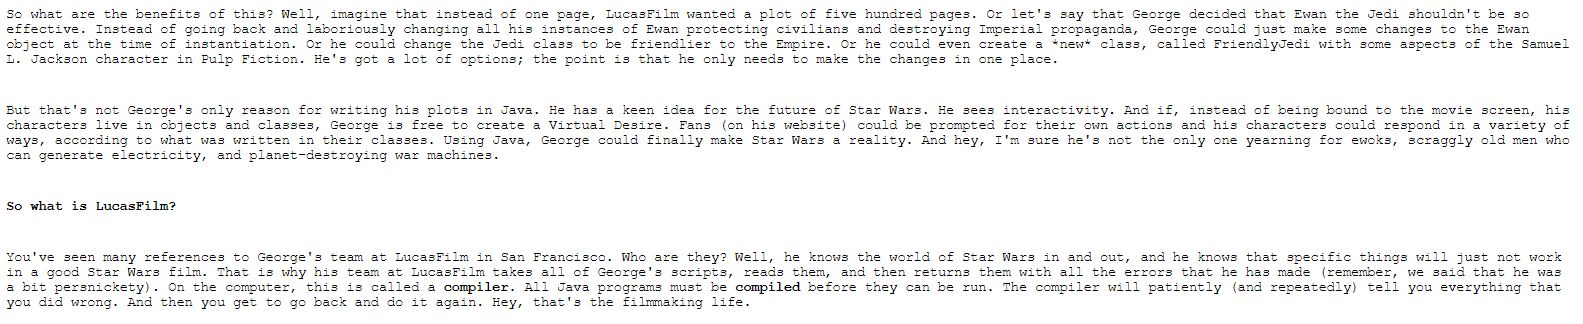 So what are the benefits of this? Well, imagine that instead of one page, LucasFilm wanted a plot of five hundred pages. Or let's say that George decided that Ewan the Jedi shouldn't be so
effective. Instead of going back and laboriously changing all his instances of Ewan protecting civilians and destroying Imperial propaganda, George could just make some changes to the Ewan
object at the time of instantiation. Or he could change the Jedi class to be friendlier to the Empire. Or he could even create a *new* class, called FriendlyJedi with some aspects of the Samuel
L. Jackson character in Pulp Fiction. He's got a lot of options; the point is that he only needs to make the changes in one place.
But that's not George's only reason for writing his plots in Java. He has a keen idea for the future of Star Wars. He sees interactivity. And if, instead of being bound to the movie screen, his
characters live in objects and classes, George is free to create a Virtual Desire. Fans (on his website) could be prompted for their own actions and his characters could respond in a variety of
ways, according to what was written in their classes. Using Java, George could finally make Star Wars a reality. And hey, I'm sure he's not the only one yearning for ewoks, scraggly old men who
can generate electricity, and planet-destroying war machines.
So what is LucasFilm?
You've seen many references to George's team at LucasFilm in San Francisco. Who are they? Well, he knows the world of Star Wars in and out, and he knows that specific things will just not work
in a good Star Wars film. That is why his team at LucasFilm takes all of George's scripts, reads them, and then returns them with all the errors that he has made (remember, we said that he was
a bit persnickety). On the computer, this is called a compiler. All Java programs must be compiled before they can be run. The compiler will patiently (and repeatedly) tell you everything that
you did wrong. And then you get to go back and do it again. Hey, that's the filmmaking life.